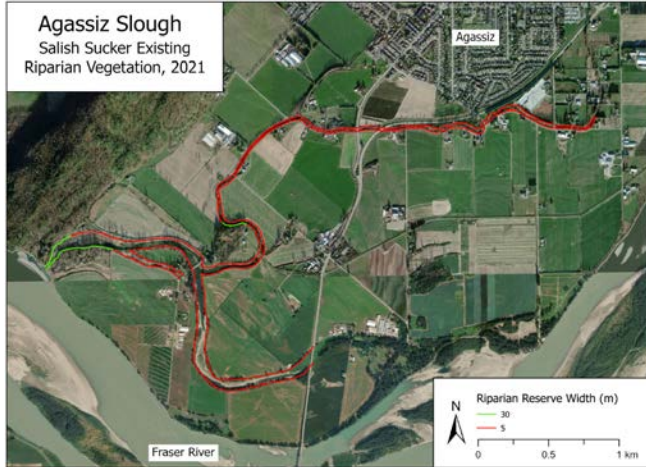 Agassiz Slough
Salish Sucker Existing
Riparian Vegetation, 2021
Agassiz
Fraser River
N
Riparian Reserve Width (m)
30
5
0 0.5 1 km